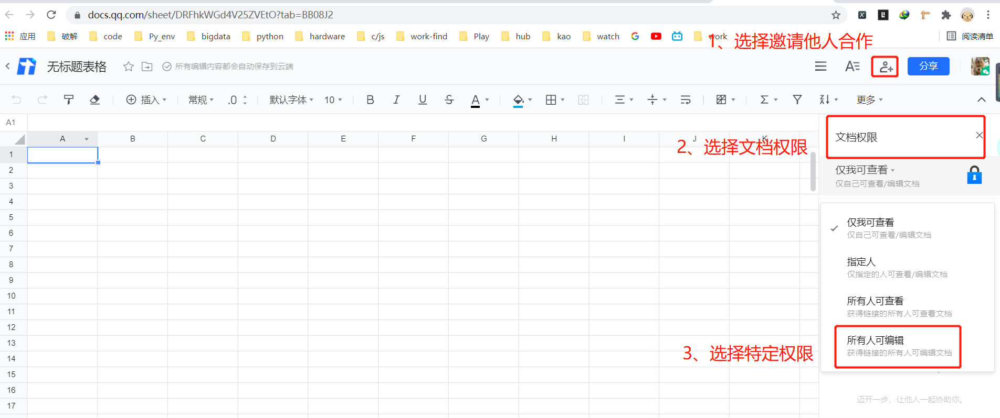 docs.qq.com/sheet/DRFhkWGd4V25ZVEtO?tab=BB08J2
应用 破解 code Py_env bigdata python hardware c/js work-find Play hub kao watch work 阅读清单
1、选择邀请他人合作
无标题表格 所有编辑内容都会自动保存到云端 分享
插入 常规 .0 默认字体 10 B I U S A 更多
A1
文档权限
A B C D E F G H I J K
2、选择文档权限
仅我可查看
仅自己可查看/编辑文档
仅我可查看
仅自己可查看/编辑文档
指定人
仅指定的人可查看/编辑文档
所有人可查看
获得链接的所有人可查看文档
所有人可编辑
获得链接的所有人可编辑文档
3、选择特定权限
迈开一步，让他人一起协助你。
1
2
3
4
5
6
7
8
9
10
11
12
13
14
15
16
17